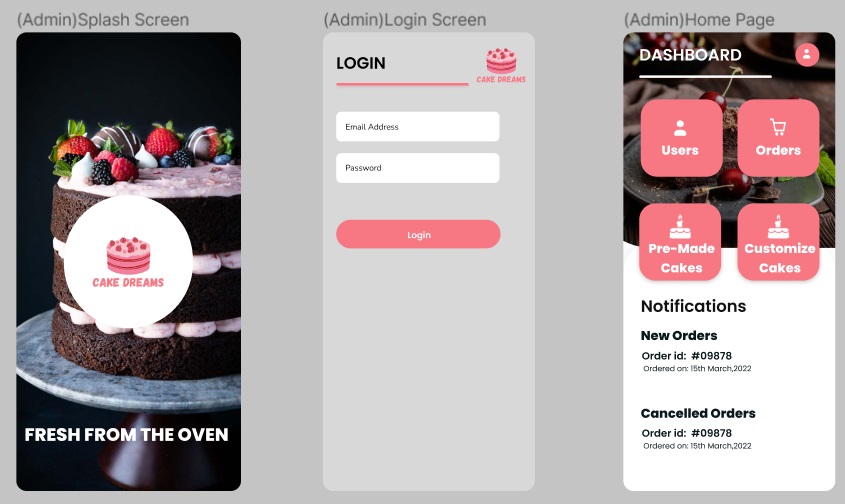 (Admin)Splash Screen
CAKE DREAMS
FRESH FROM THE OVEN
(Admin)Login Screen
LOGIN
CAKE DREAMS
Email Address
Password
Login
(Admin)Home Page
DASHBOARD
Users
Orders
Pre-Made
Cakes
Customize
Cakes
Notifications
New Orders
Order id: #09878
Ordered on: 15th March,2022
Cancelled Orders
Order id: #09878
Ordered on: 15th March,2022